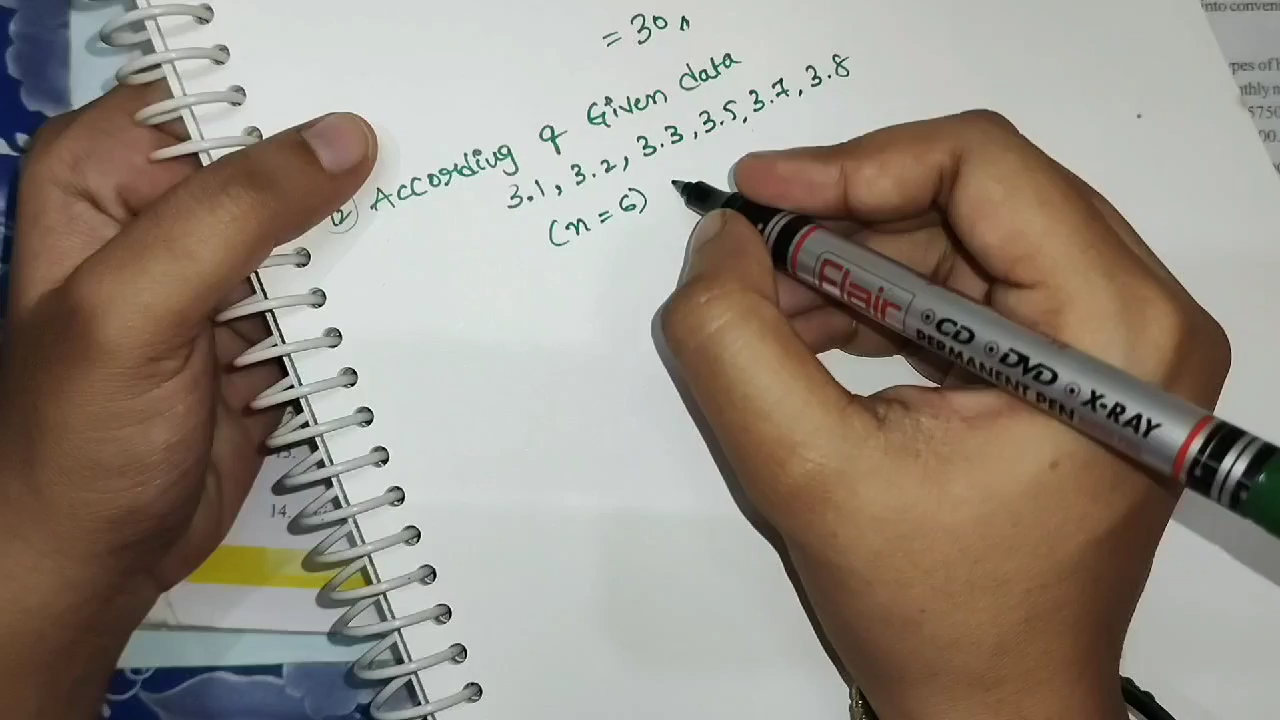 = 30
(2) According q Given data
3.1, 3.2, 3.3, 3.5, 3.7, 3.8
(n = 6)
Flair CD DVD X-RAY
PERMANENT PEN
14.